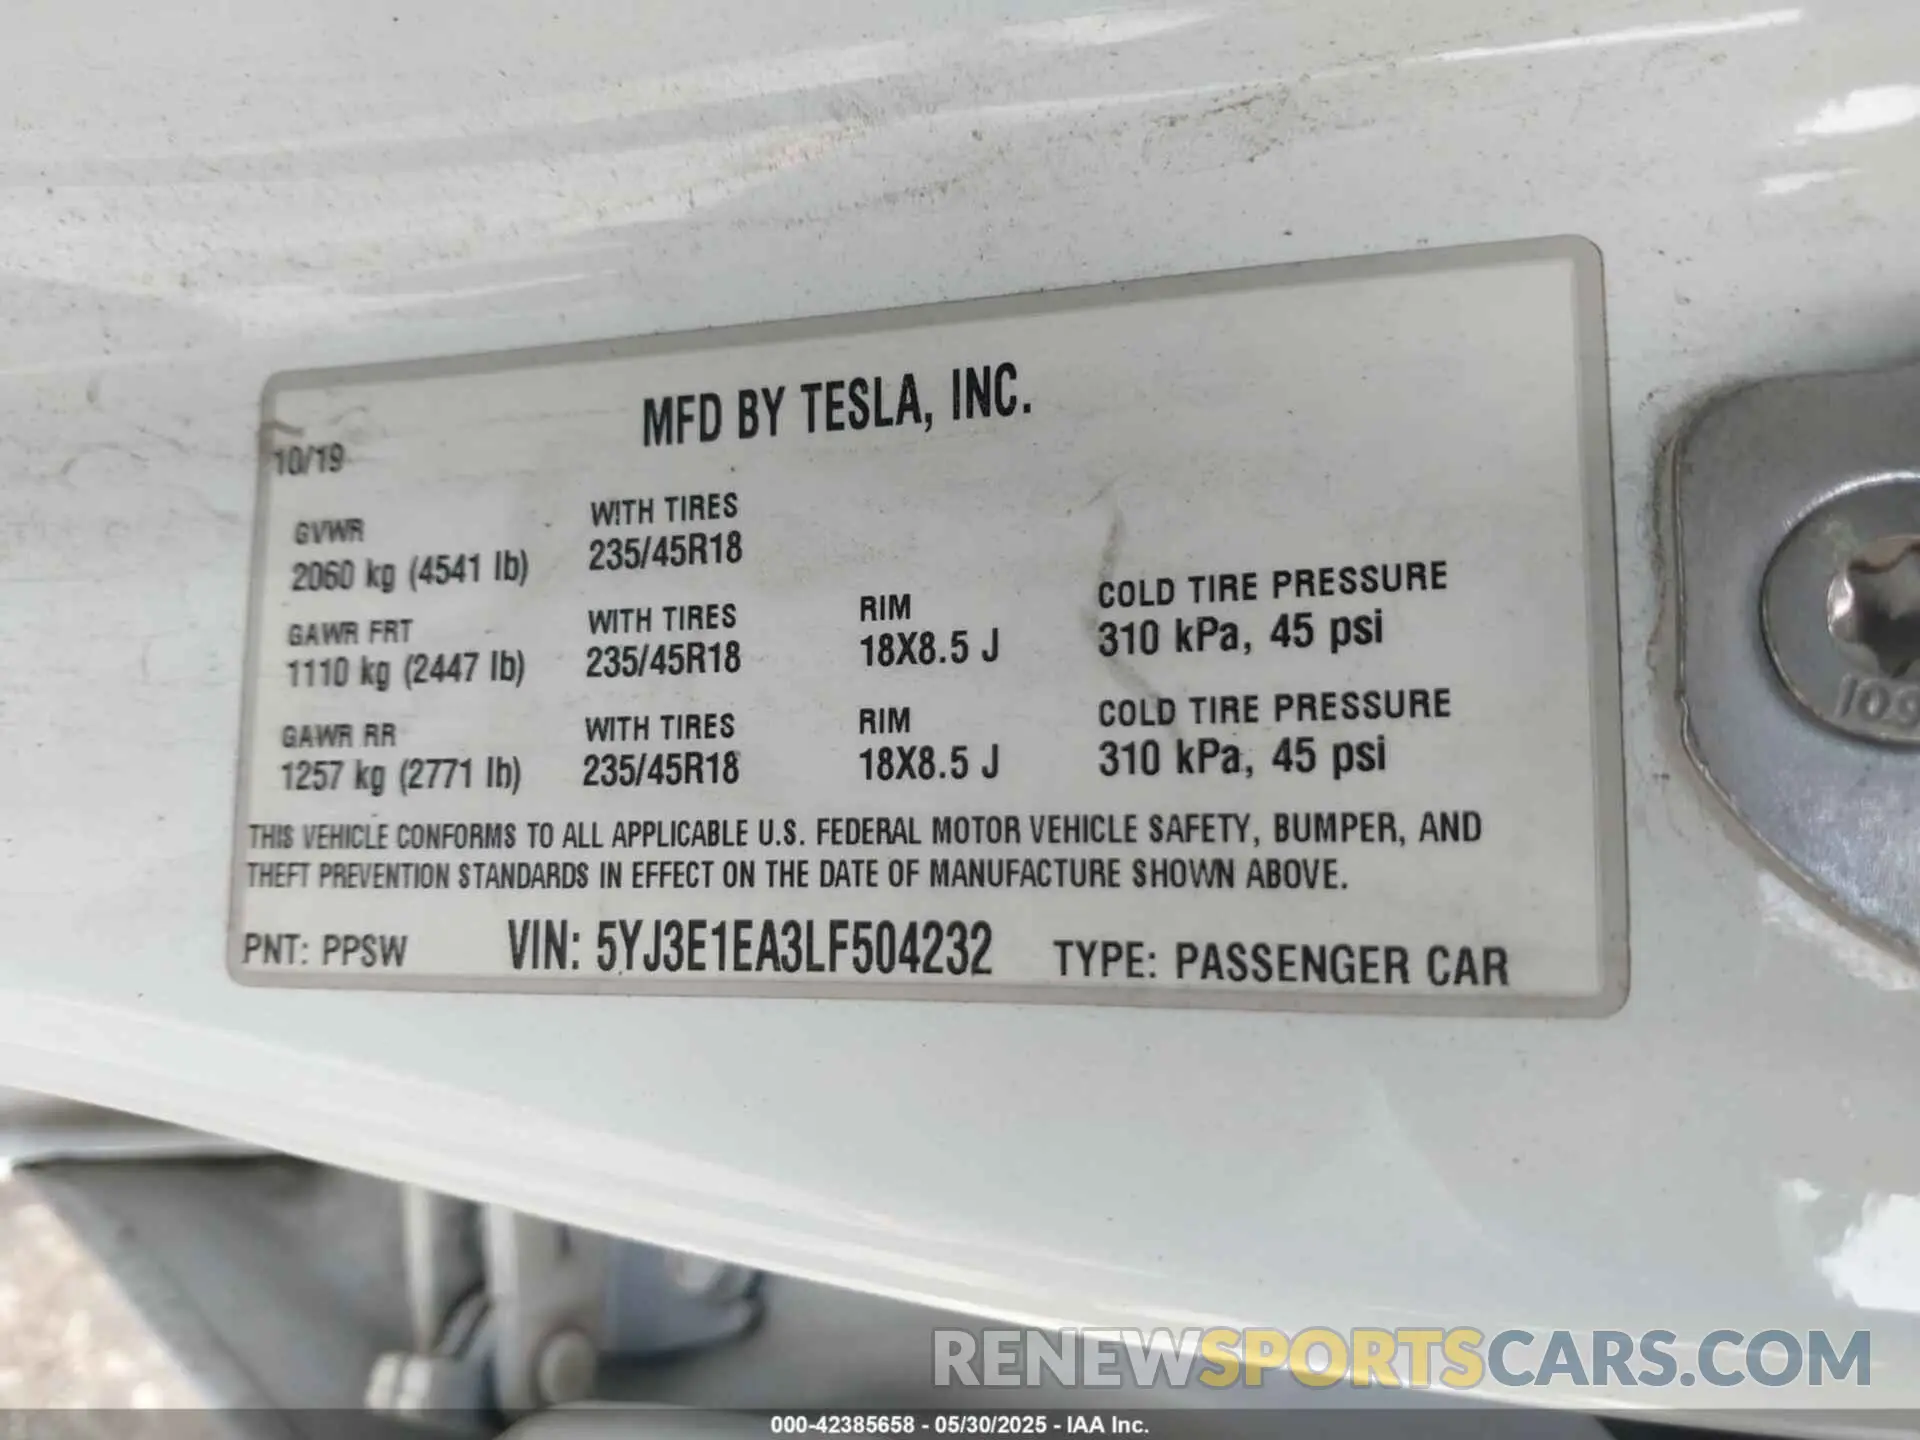 MFD BY TESLA, INC.
10/19
GVWR WITH TIRES
2060 kg (4541 lb) 235/45R18
GAWR FRT WITH TIRES RIM COLD TIRE PRESSURE
1110 kg (2447 lb) 235/45R18 18X8.5 J 310 kPa, 45 psi
GAWR RR WITH TIRES RIM COLD TIRE PRESSURE
1257 kg (2771 lb) 235/45R18 18X8.5 J 310 kPa, 45 psi
THIS VEHICLE CONFORMS TO ALL APPLICABLE U.S. FEDERAL MOTOR VEHICLE SAFETY, BUMPER, AND
THEFT PREVENTION STANDARDS IN EFFECT ON THE DATE OF MANUFACTURE SHOWN ABOVE.
PNT: PPSW VIN: 5YJ3E1EA3LF504232 TYPE: PASSENGER CAR
RENEWSPORTSCARS.COM
000-42385658 - 05/30/2025 - IAA Inc.